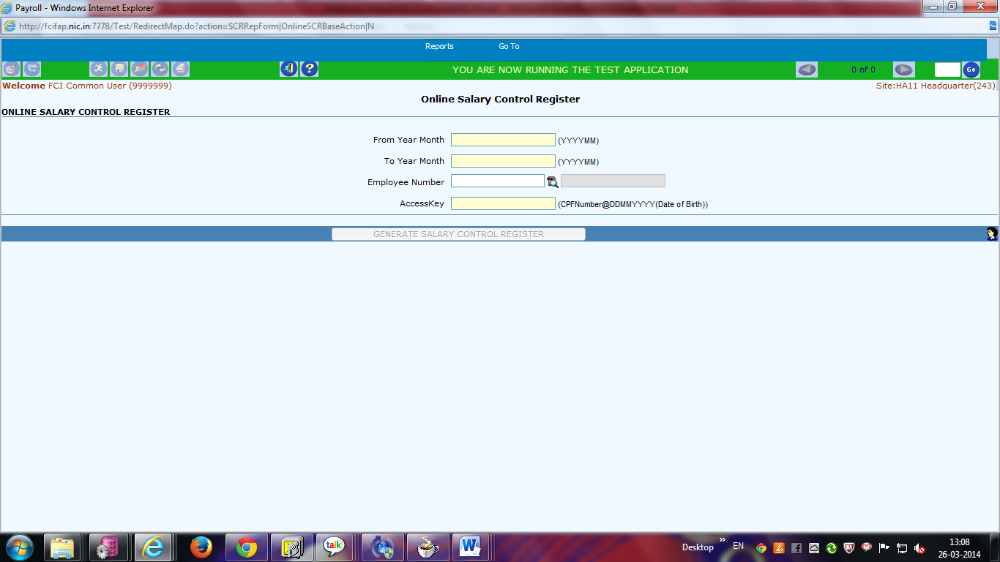 Payroll - Windows Internet Explorer
http://fcifap.nic.in:7778/Test/RedirectMap.do?action=SCRRepForm|OnlineSCRBaseAction|N
Reports Go To
YOU ARE NOW RUNNING THE TEST APPLICATION 0 of 0 Go
Welcome FCI Common User (9999999) Site:HA11 Headquarter(243)
Online Salary Control Register
ONLINE SALARY CONTROL REGISTER
From Year Month (YYYYMM)
To Year Month (YYYYMM)
Employee Number
AccessKey (CPFNumber@DDMMYYYY(Date of Birth))
GENERATE SALARY CONTROL REGISTER
talk
Desktop » EN 13:08
26-03-2014